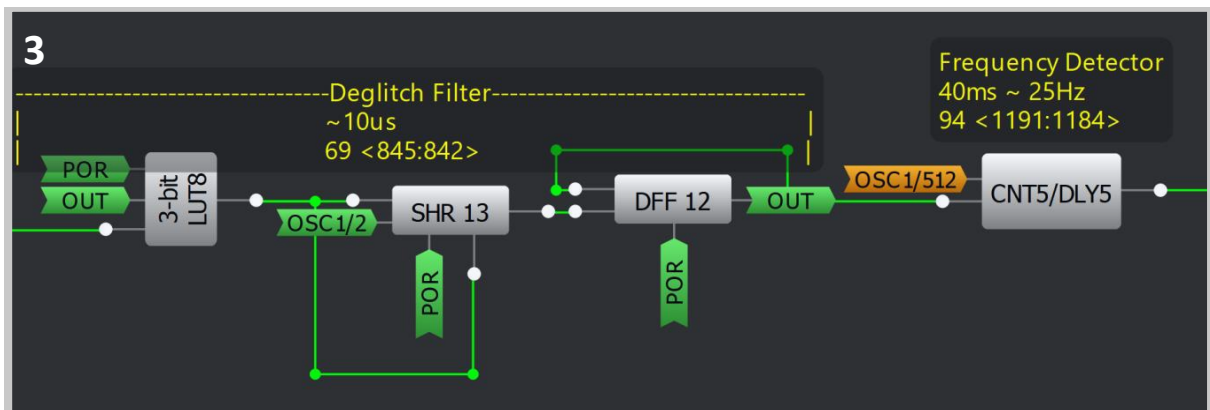 3
---------------------------------Deglitch Filter---------------------------------
~10us
69 <845:842>
Frequency Detector
40ms ~ 25Hz
94 <1191:1184>
POR
OUT
3-bit
LUT8
OSC1/2
SHR 13
POR
DFF 12
POR
OUT
OSC1/512
CNT5/DLY5